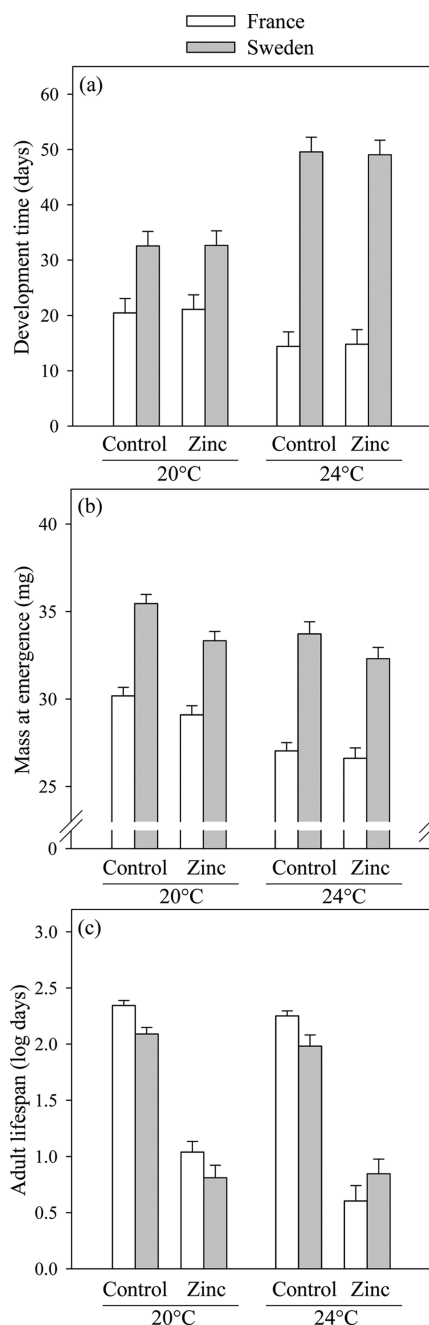 France
Sweden
(a)
60
50
40
30
20
10
0
Development time (days)
Control Zinc Control Zinc
20°C 24°C
(b)
40
35
30
25
0
Mass at emergence (mg)
Control Zinc Control Zinc
20°C 24°C
(c)
3.0
2.5
2.0
1.5
1.0
0.5
0.0
Adult lifespan (log days)
Control Zinc Control Zinc
20°C 24°C